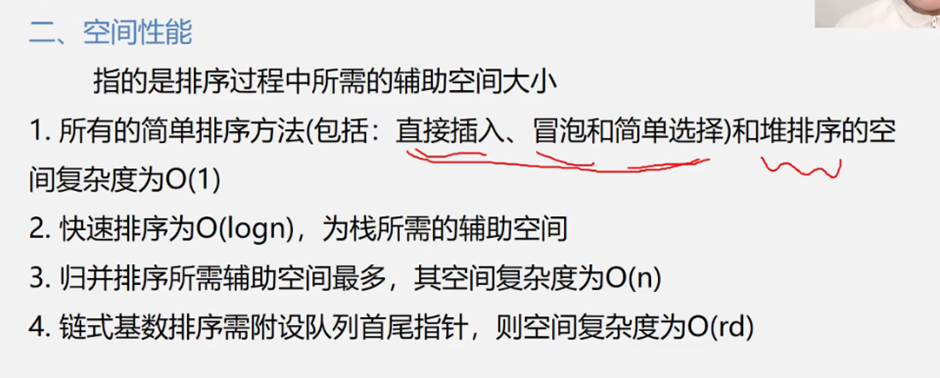 二、空间性能
指的是排序过程中所需的辅助空间大小
1. 所有的简单排序方法(包括：直接插入、冒泡和简单选择)和堆排序的空
间复杂度为O(1)
2. 快速排序为O(logn)，为栈所需的辅助空间
3. 归并排序所需辅助空间最多，其空间复杂度为O(n)
4. 链式基数排序需附设队列首尾指针，则空间复杂度为O(rd)